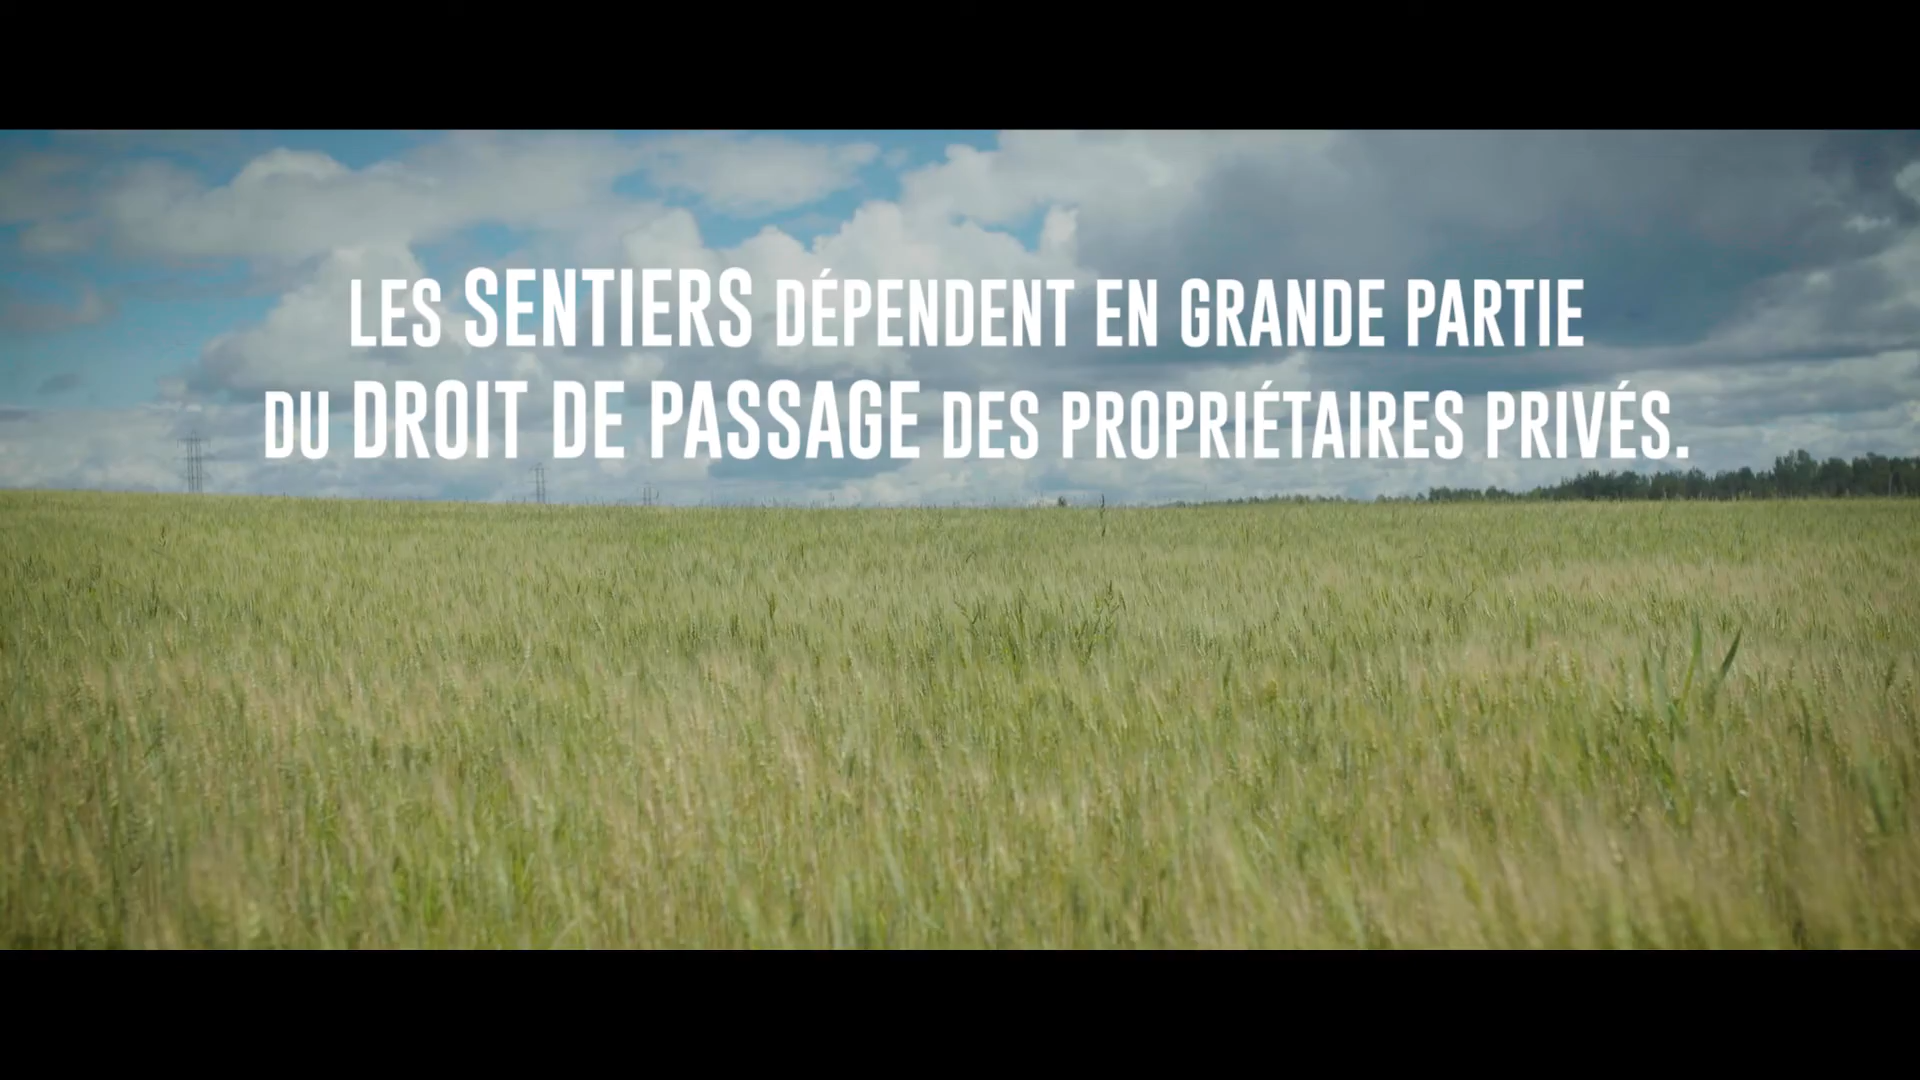 LES SENTIERS DÉPENDENT EN GRANDE PARTIE
DU DROIT DE PASSAGE DES PROPRIÉTAIRES PRIVÉS.